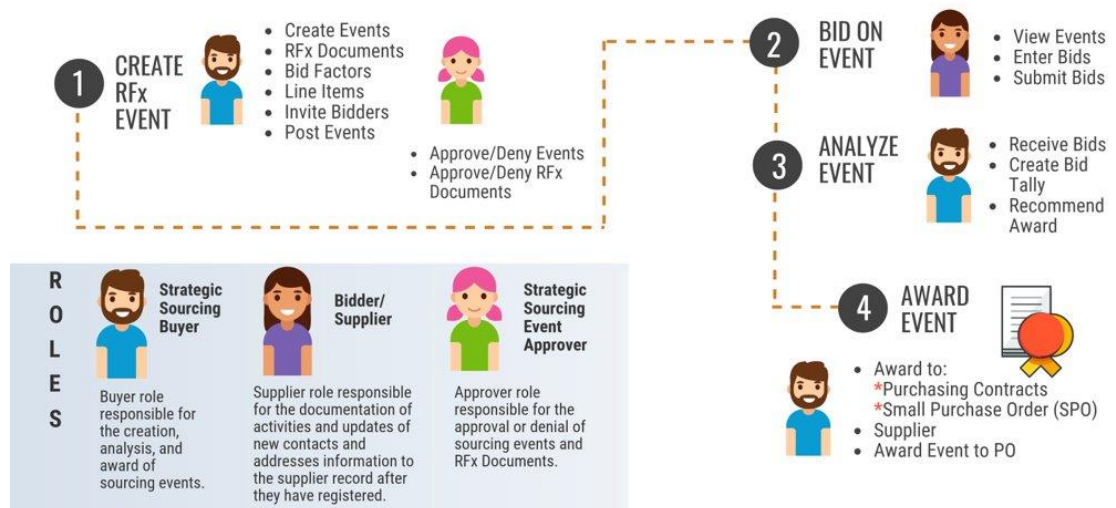 1
CREATE
RFx
EVENT
• Create Events
• RFx Documents
• Bid Factors
• Line Items
• Invite Bidders
• Post Events
• Approve/Deny Events
• Approve/Deny RFx
Documents
2
BID ON
EVENT
• View Events
• Enter Bids
• Submit Bids
3
ANALYZE
EVENT
• Receive Bids
• Create Bid
Tally
• Recommend
Award
4
AWARD
EVENT
• Award to:
*Purchasing Contracts
*Small Purchase Order (SPO)
• Supplier
• Award Event to PO
ROLES
Strategic
Sourcing
Buyer
Buyer role
responsible for
the creation,
analysis, and
award of
sourcing events.
Bidder/
Supplier
Supplier role responsible
for the documentation of
activities and updates of
new contacts and
addresses information to
the supplier record after
they have registered.
Strategic
Sourcing
Event
Approver
Approver role
responsible for the
approval or denial of
sourcing events and
RFx Documents.